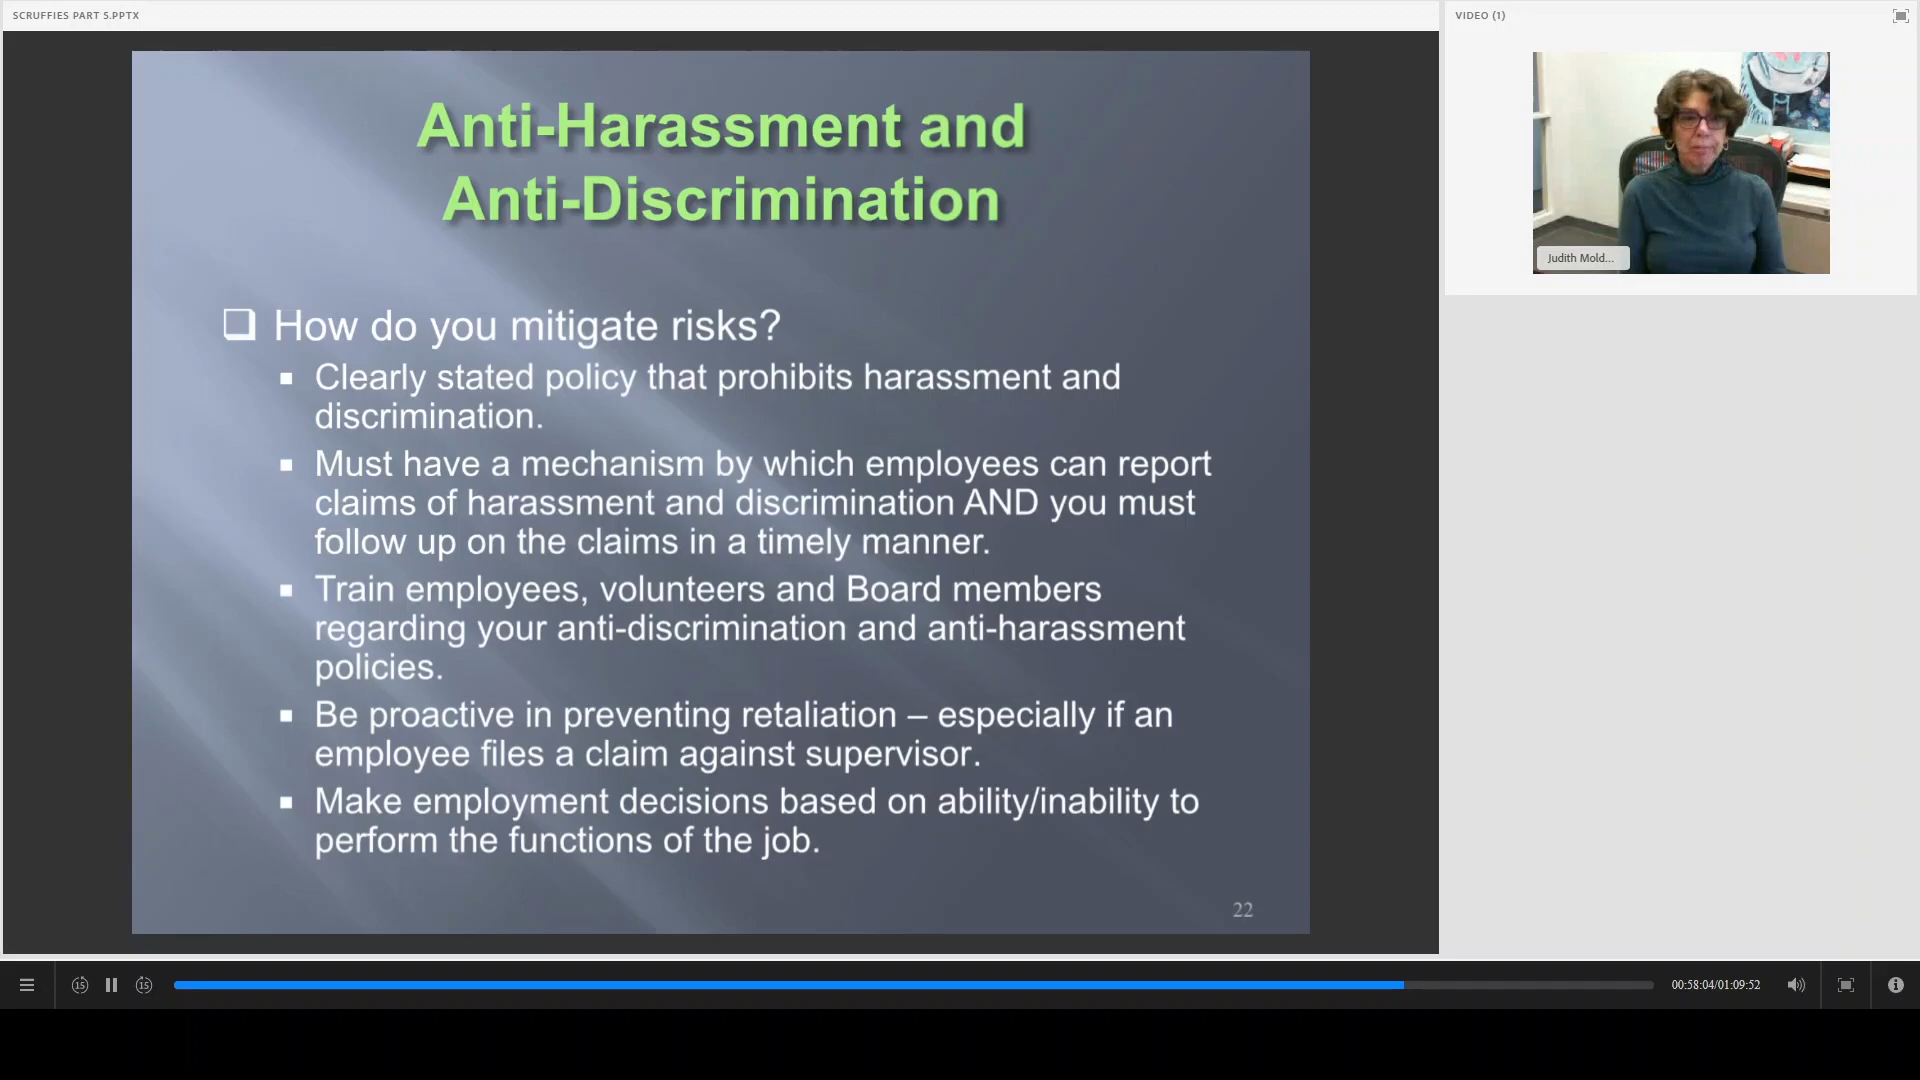 SCRUFFIES PART 5.PPTX
VIDEO (1)
Anti-Harassment and
Anti-Discrimination
How do you mitigate risks?
Clearly stated policy that prohibits harassment and
discrimination.
Must have a mechanism by which employees can report
claims of harassment and discrimination AND you must
follow up on the claims in a timely manner.
Train employees, volunteers and Board members
regarding your anti-discrimination and anti-harassment
policies.
Be proactive in preventing retaliation – especially if an
employee files a claim against supervisor.
Make employment decisions based on ability/inability to
perform the functions of the job.
22
Judith Mold...
15
15
00:58:04/01:09:52